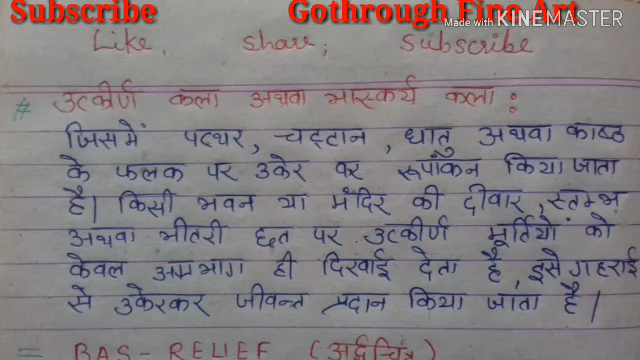 Subscribe Gothrough Fine Art
Made with KINEMASTER
Like, share, subscribe
# उत्कीर्ण कला अथवा भास्कर्य कला :
जिसमें पत्थर, चट्टान, धातु अथवा काष्ठ
के फलक पर उकेर कर रूपांकन किया जाता
है। किसी भवन या मंदिर की दीवार, स्तम्भ
अथवा भीतरी छत पर उत्कीर्ण मूर्तियों को
केवल अग्रभाग ही दिखाई देता है, इसे गहराई
से उकेरकर जीवन्त प्रदान किया जाता है।
= BAS-RELIEF (अर्द्धचित्र)